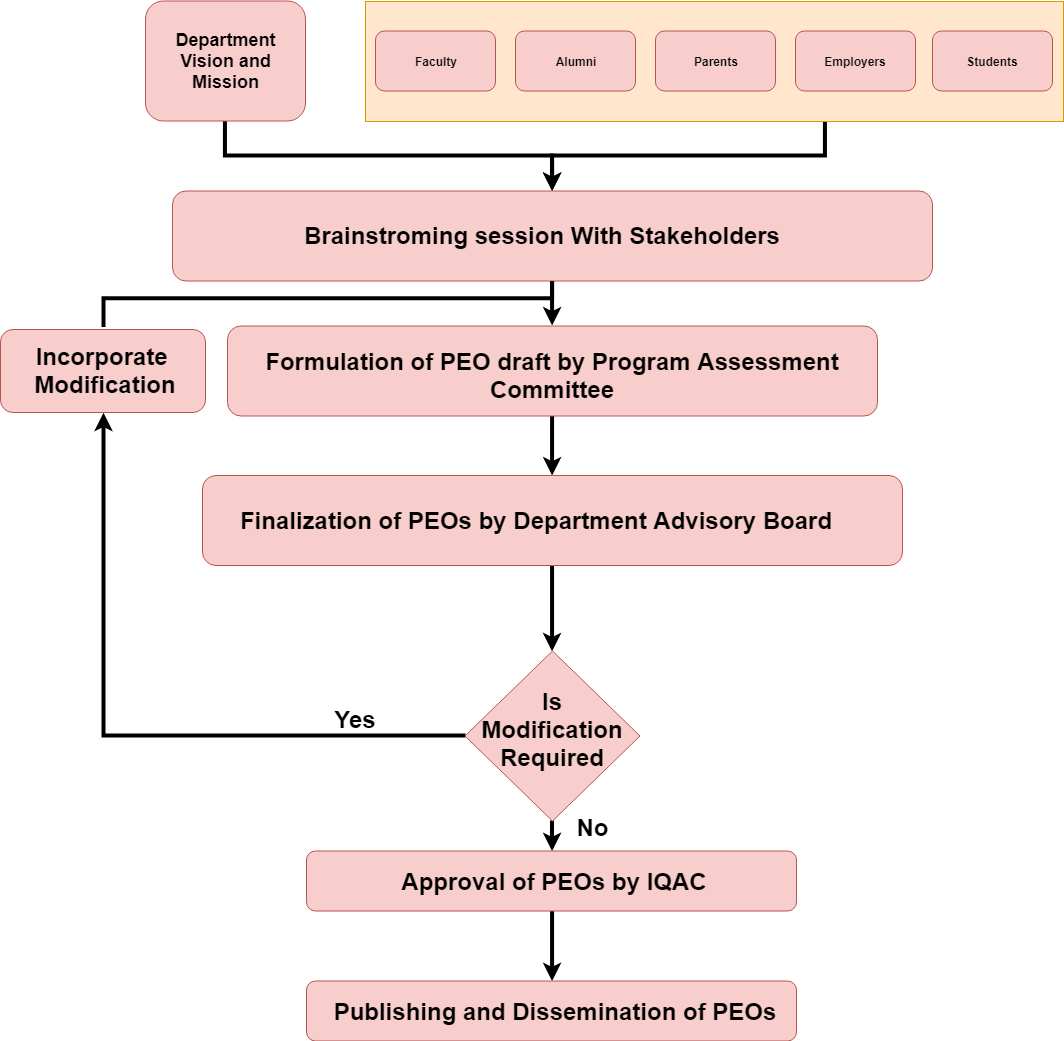 Department
Vision and
Mission
Faculty
Alumni
Parents
Employers
Students
Brainstroming session With Stakeholders
Incorporate
Modification
Formulation of PEO draft by Program Assessment
Committee
Finalization of PEOs by Department Advisory Board
Is
Modification
Required
Yes
No
Approval of PEOs by IQAC
Publishing and Dissemination of PEOs